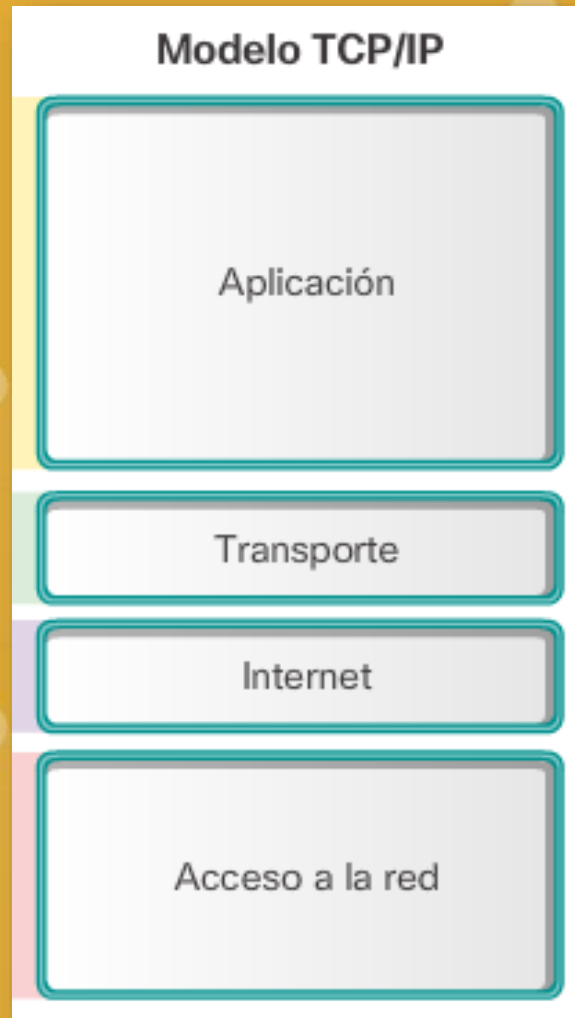 Modelo TCP/IP
Aplicación
Transporte
Internet
Acceso a la red